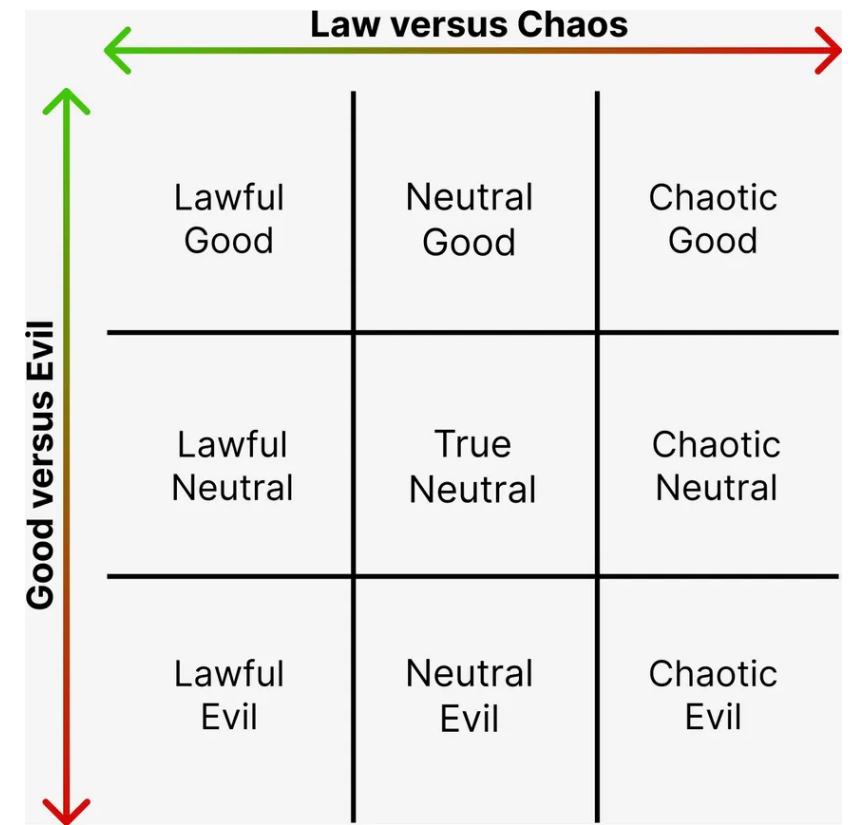 Law versus Chaos
Good versus Evil
Lawful
Good
Neutral
Good
Chaotic
Good
Lawful
Neutral
True
Neutral
Chaotic
Neutral
Lawful
Evil
Neutral
Evil
Chaotic
Evil